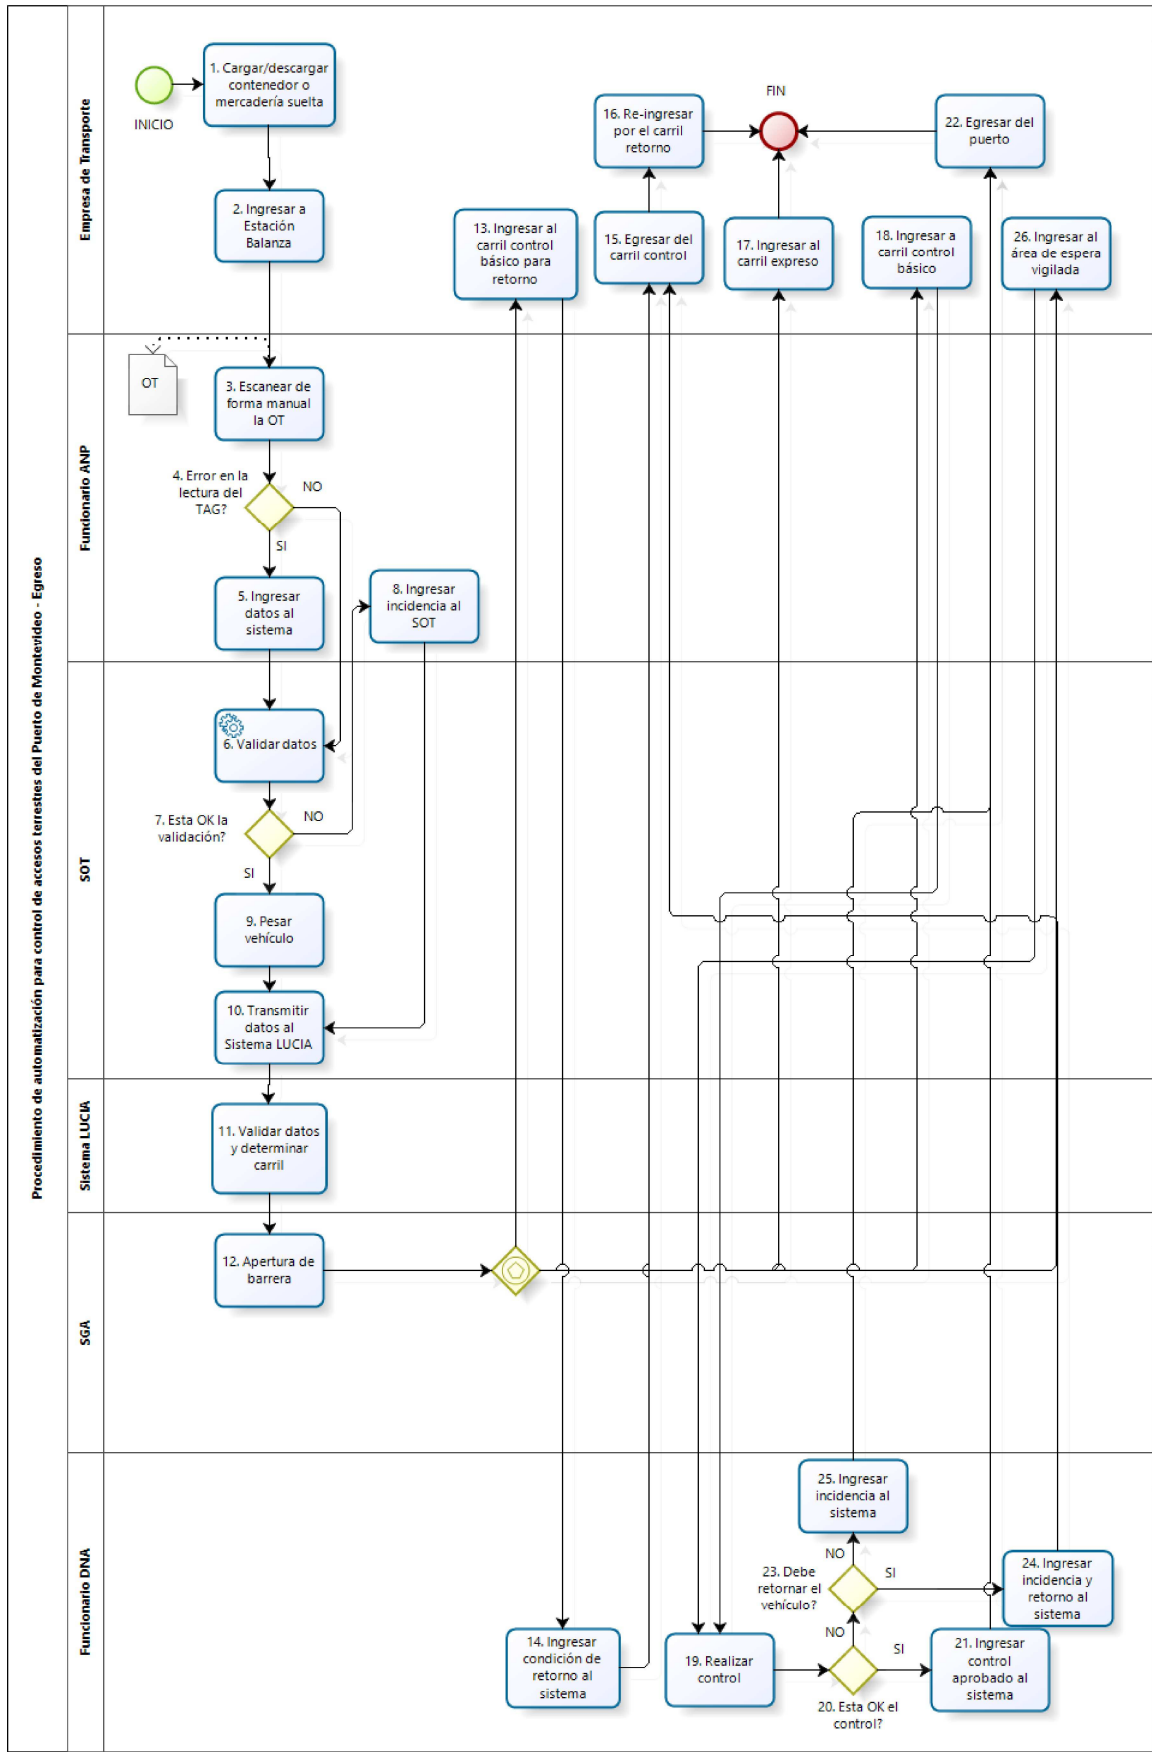 Procedimiento de automatización para control de accesos terrestres del Puerto de Montevideo - Egreso
Empresa de Transporte
INICIO
1. Cargar/descargar
contenedor o
mercadería suelta
2. Ingresar a
Estación
Balanza
13. Ingresar al
carril control
básico para
retorno
16. Re-ingresar
por el carril
retorno
15. Egresar del
carril control
FIN
17. Ingresar al
carril expreso
22. Egresar del
puerto
18. Ingresar a
carril control
básico
26. Ingresar al
área de espera
vigilada
Funcionario ANP
OT
3. Escanear de
forma manual
la OT
4. Error en la
lectura del
TAG?
NO
SI
5. Ingresar
datos al
sistema
8. Ingresar
incidencia al
SOT
SOT
6. Validar datos
7. Esta OK la
validación?
NO
SI
9. Pesar
vehículo
10. Transmitir
datos al
Sistema LUCIA
Sistema LUCIA
11. Validar datos
y determinar
carril
SGA
12. Apertura de
barrera
Funcionario DNA
25. Ingresar
incidencia al
sistema
NO
23. Debe
retornar el
vehículo?
SI
24. Ingresar
incidencia y
retorno al
sistema
NO
14. Ingresar
condición de
retorno al
sistema
19. Realizar
control
20. Esta OK el
control?
SI
21. Ingresar
control
aprobado al
sistema